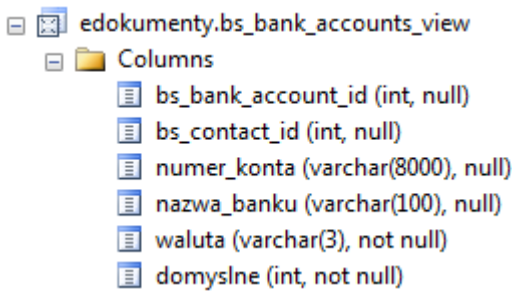 edokumenty.bs_bank_accounts_view
Columns
bs_bank_account_id (int, null)
bs_contact_id (int, null)
numer_konta (varchar(8000), null)
nazwa_banku (varchar(100), null)
waluta (varchar(3), not null)
domyslne (int, not null)